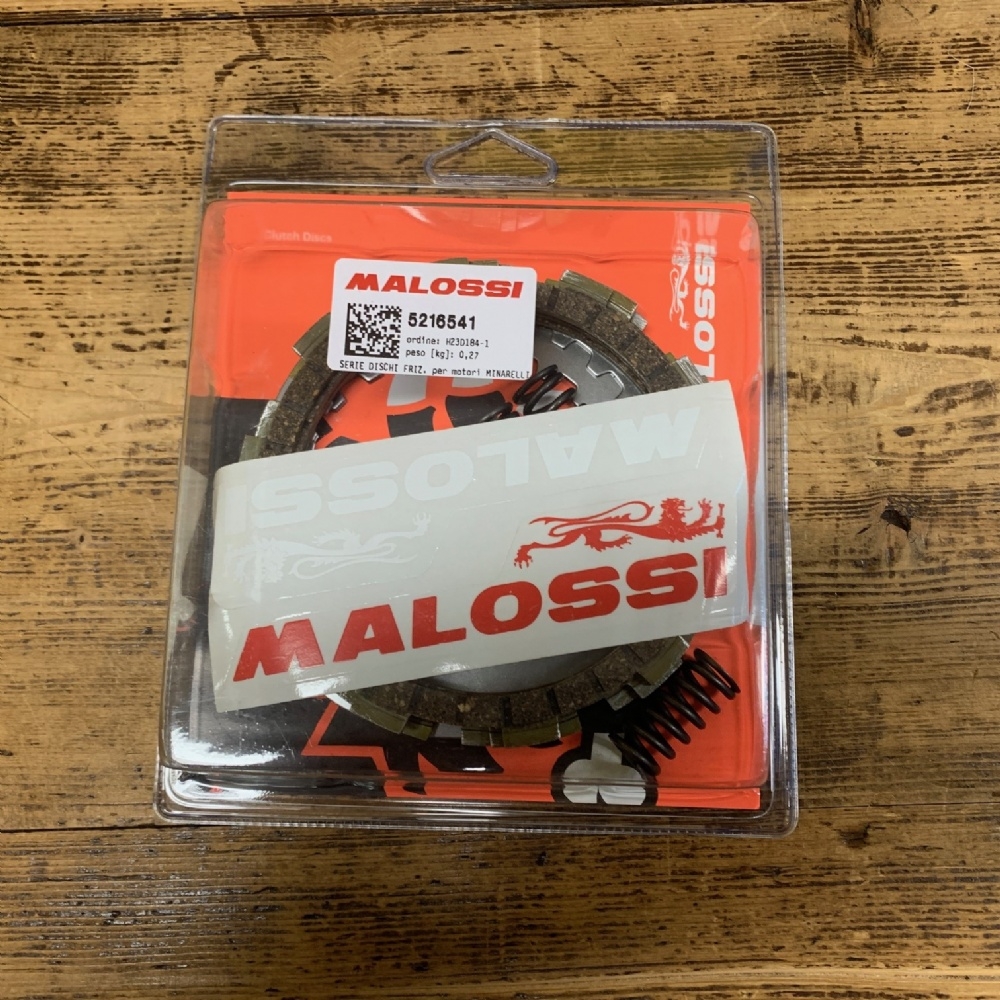 Clutch Discs
MALOSSI
5216541
ordine: H23D184-1
peso [kg]: 0,27
SERIE DISCHI FRIZ. per motori MINARELLI
LOSSI
MALOSSI
MALOSSI